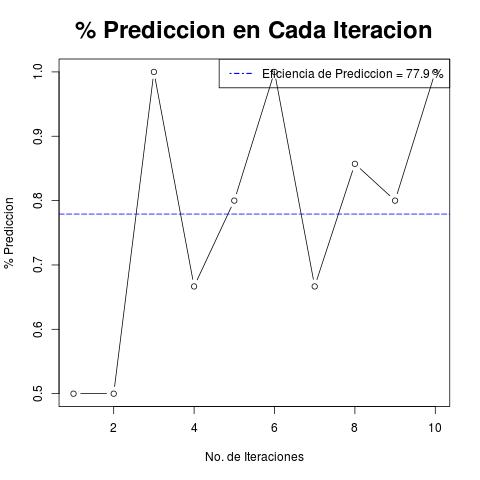 % Prediccion en Cada Iteracion
Eficiencia de Prediccion = 77.9 %
% Prediccion
1.0
0.9
0.8
0.7
0.6
0.5
2 4 6 8 10
No. de Iteraciones